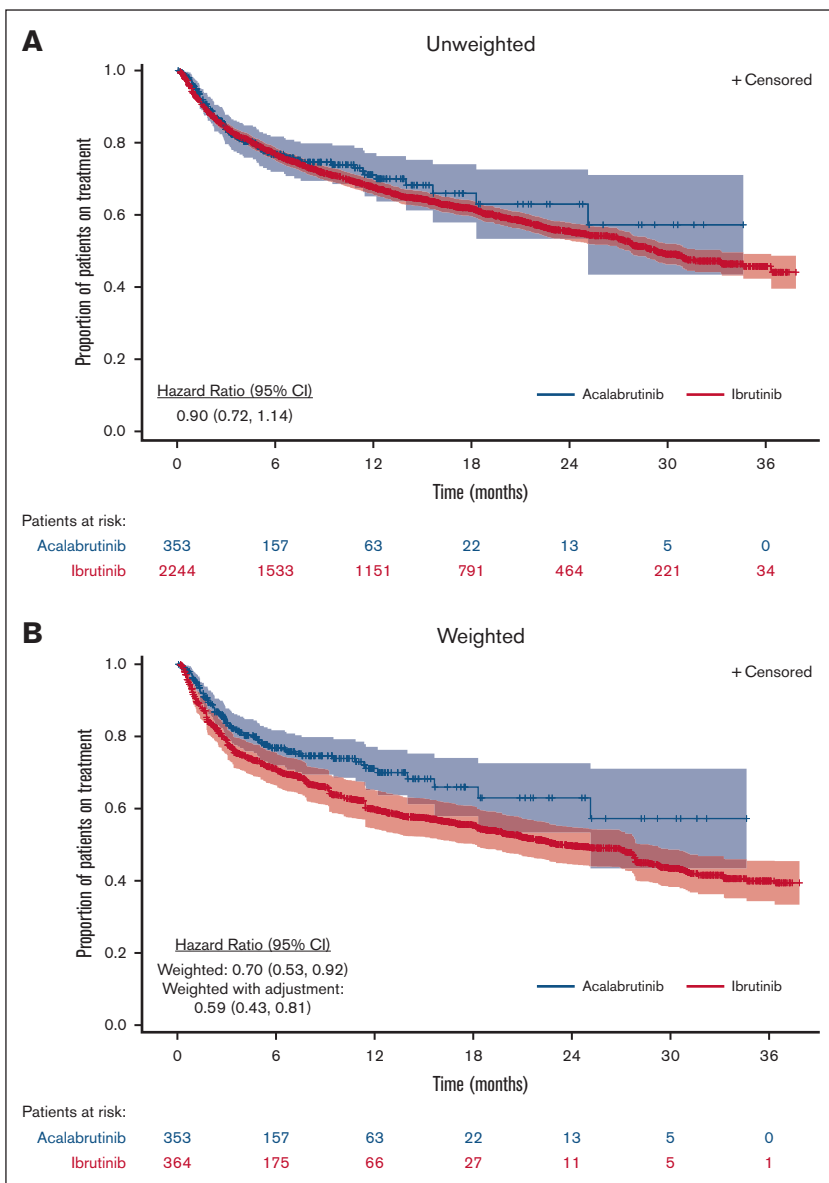 A
Unweighted
+ Censored
1.0
0.8
0.6
0.4
0.2
0.0
Proportion of patients on treatment
Hazard Ratio (95% CI)
0.90 (0.72, 1.14)
Acalabrutinib Ibrutinib
0 6 12 18 24 30 36
Time (months)
Patients at risk:
Acalabrutinib 353 157 63 22 13 5 0
Ibrutinib 2244 1533 1151 791 464 221 34
B
Weighted
+ Censored
1.0
0.8
0.6
0.4
0.2
0.0
Proportion of patients on treatment
Hazard Ratio (95% CI)
Weighted: 0.70 (0.53, 0.92)
Weighted with adjustment:
0.59 (0.43, 0.81)
Acalabrutinib Ibrutinib
0 6 12 18 24 30 36
Time (months)
Patients at risk:
Acalabrutinib 353 157 63 22 13 5 0
Ibrutinib 364 175 66 27 11 5 1